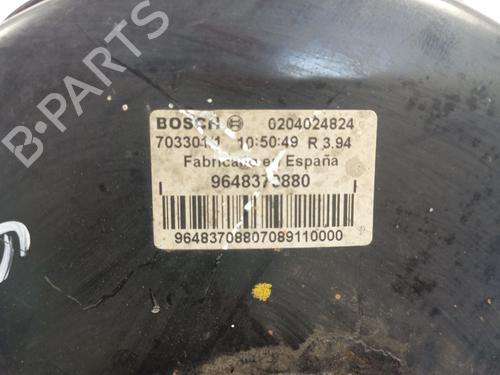 BOSCH 0204024824
10:50:49 R 3.94
Fabricado en España
9648370880
96483708807089110000
B-PARTS